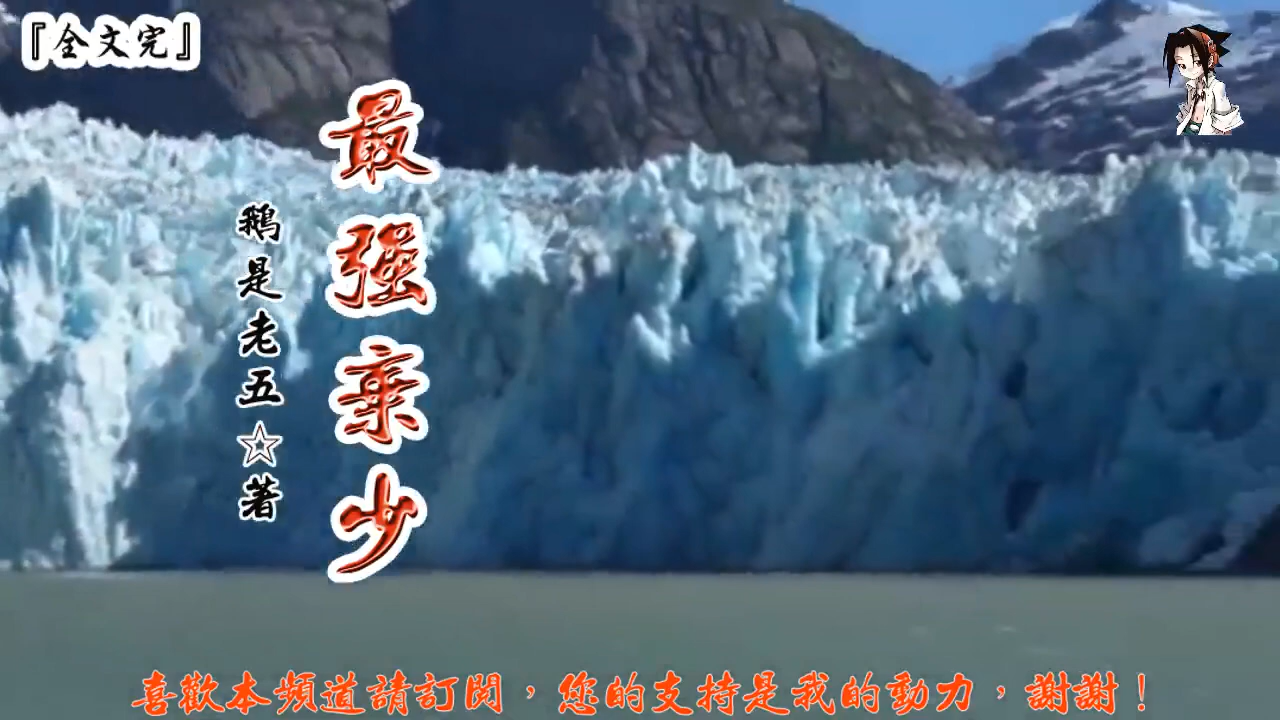 『全文完』
最強棄少
鵝是老五☆著
喜歡本頻道請訂閱，您的支持是我的動力，謝謝！